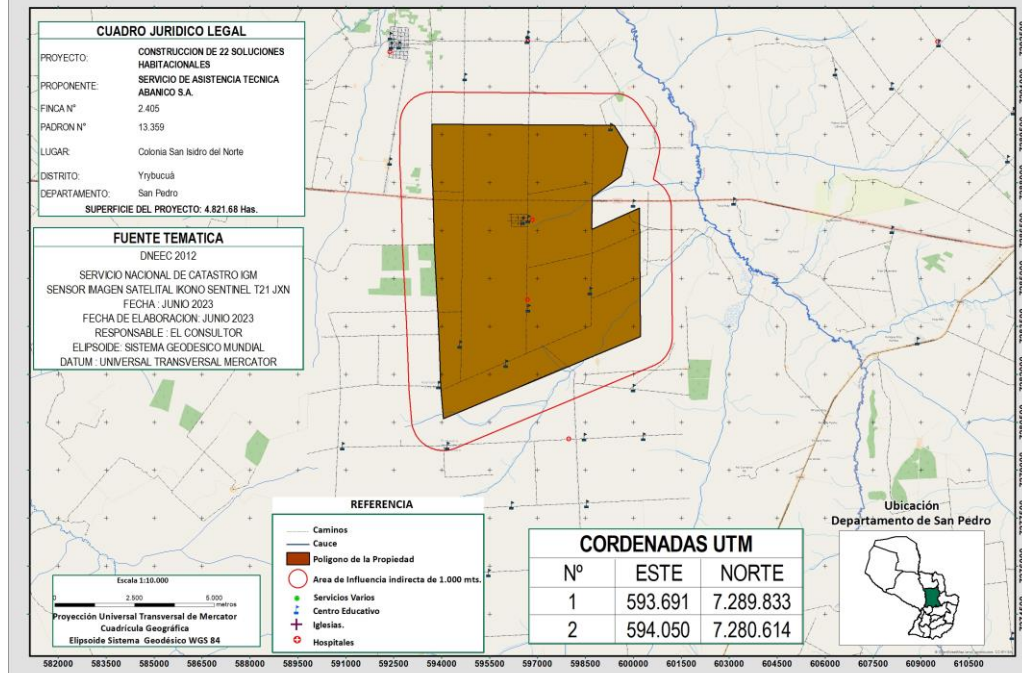 CUADRO JURIDICO LEGAL
PROYECTO: CONSTRUCCION DE 22 SOLUCIONES HABITACIONALES
PROPONENTE: SERVICIO DE ASISTENCIA TECNICA ABANICO S.A.
FINCA N° 2.405
PADRON N° 13.359
LUGAR: Colonia San Isidro del Norte
DISTRITO: Yrybucuá
DEPARTAMENTO: San Pedro
SUPERFICIE DEL PROYECTO: 4.821.68 Has.
FUENTE TEMATICA
DNEEC 2012
SERVICIO NACIONAL DE CATASTRO IGM
SENSOR IMAGEN SATELITAL IKONO SENTINEL T21 JXN
FECHA : JUNIO 2023
FECHA DE ELABORACION: JUNIO 2023
RESPONSABLE : EL CONSULTOR
ELIPSOIDE: SISTEMA GEODESICO MUNDIAL
DATUM : UNIVERSAL TRANSVERSAL MERCATOR
REFERENCIA
Caminos
Cauce
Poligono de la Propiedad
Area de Influencia indirecta de 1.000 mts.
Servicios Varios
Centro Educativo
Iglesias.
Hospitales
Escala 1:10.000
0 2.500 5.000 metros
Proyección Universal Transversal de Mercator
Cuadrícula Geográfica
Elipsoide Sistema Geodésico WGS 84
CORDENADAS UTM
Nº ESTE NORTE
1 593.691 7.289.833
2 594.050 7.280.614
Ubicación
Departamento de San Pedro
582000 583500 585000 586500 588000 589500 591000 592500 594000 595500 597000 598500 600000 601500 603000 604500 606000 607500 609000 610500